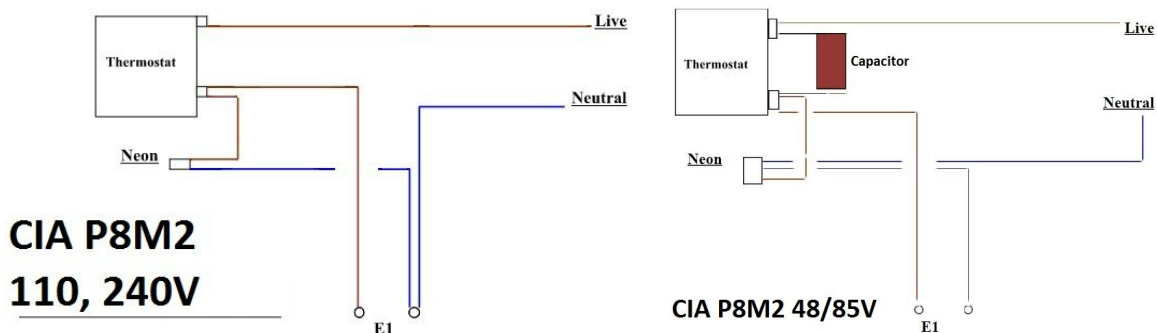 Live
Thermostat
Neutral
Neon
CIA P8M2
110, 240V
E1
Live
Capacitor
Thermostat
Neutral
Neon
CIA P8M2 48/85V
E1